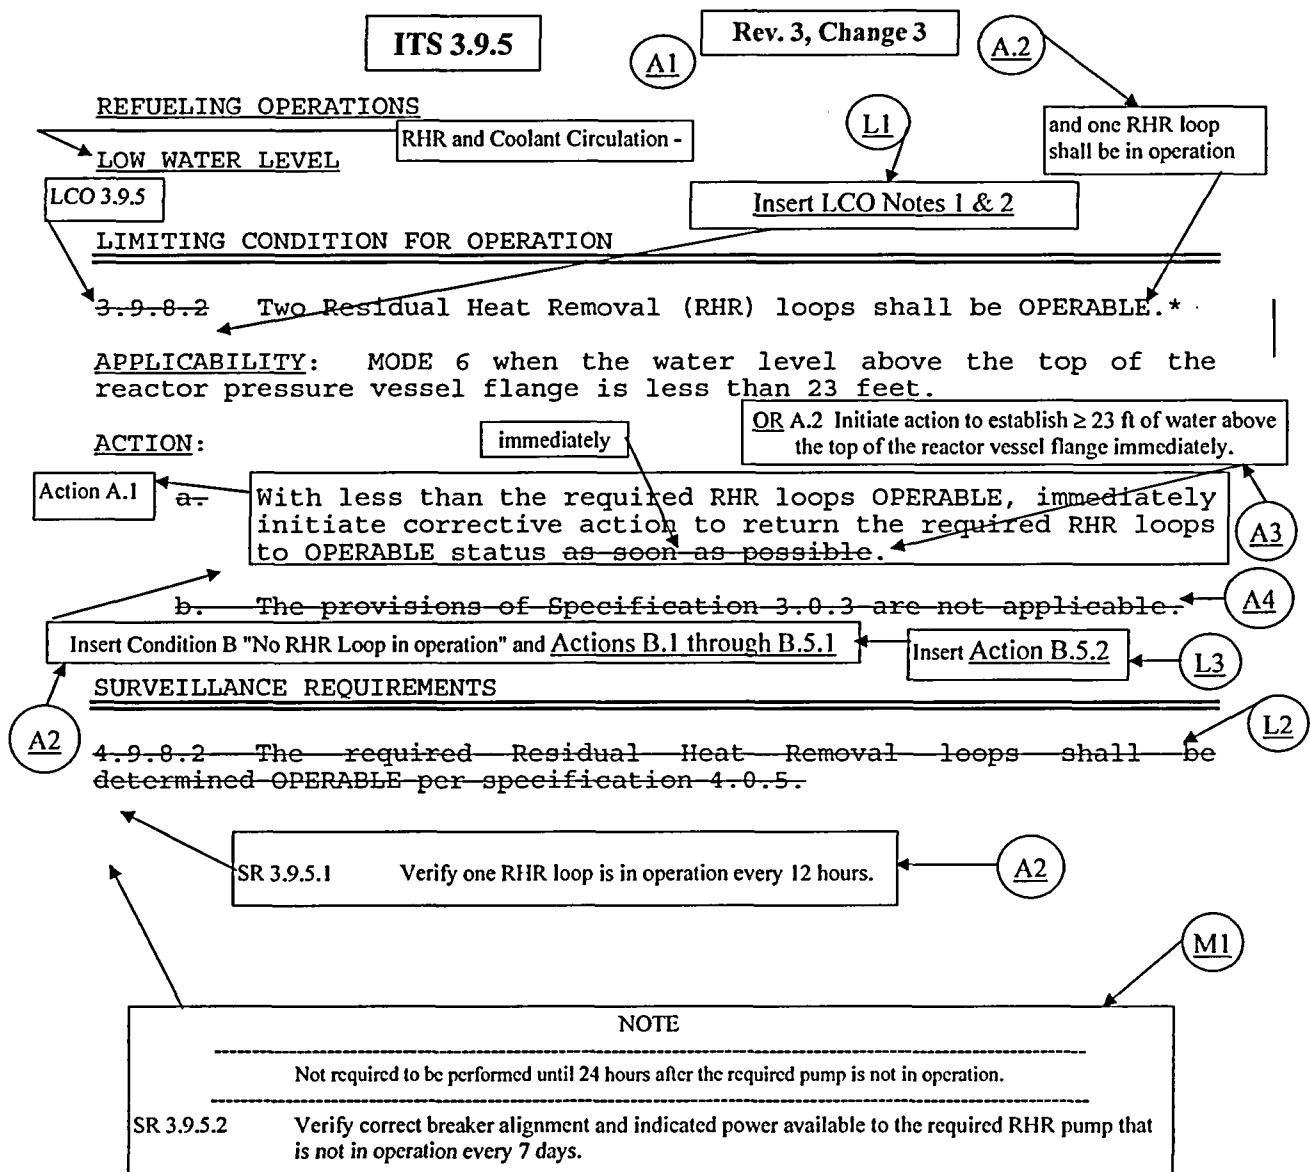 ITS 3.9.5
Rev. 3, Change 3
A1
A.2
REFUELING OPERATIONS
RHR and Coolant Circulation -
LOW WATER LEVEL
L1
and one RHR loop
shall be in operation
LCO 3.9.5
Insert LCO Notes 1 & 2
LIMITING CONDITION FOR OPERATION
3.9.8.2 Two Residual Heat Removal (RHR) loops shall be OPERABLE.*
APPLICABILITY: MODE 6 when the water level above the top of the
reactor pressure vessel flange is less than 23 feet.
OR A.2 Initiate action to establish ≥ 23 ft of water above
the top of the reactor vessel flange immediately.
ACTION:
immediately
Action A.1
a. With less than the required RHR loops OPERABLE, immediately
initiate corrective action to return the required RHR loops
to OPERABLE status as soon as possible.
A3
b. The provisions of Specification 3.0.3 are not applicable.
A4
Insert Condition B "No RHR Loop in operation" and Actions B.1 through B.5.1
Insert Action B.5.2
L3
SURVEILLANCE REQUIREMENTS
A2
L2
4.9.8.2 The required Residual Heat Removal loops shall be
determined OPERABLE per specification 4.0.5.
SR 3.9.5.1 Verify one RHR loop is in operation every 12 hours.
A2
M1
NOTE
Not required to be performed until 24 hours after the required pump is not in operation.
SR 3.9.5.2 Verify correct breaker alignment and indicated power available to the required RHR pump that
is not in operation every 7 days.